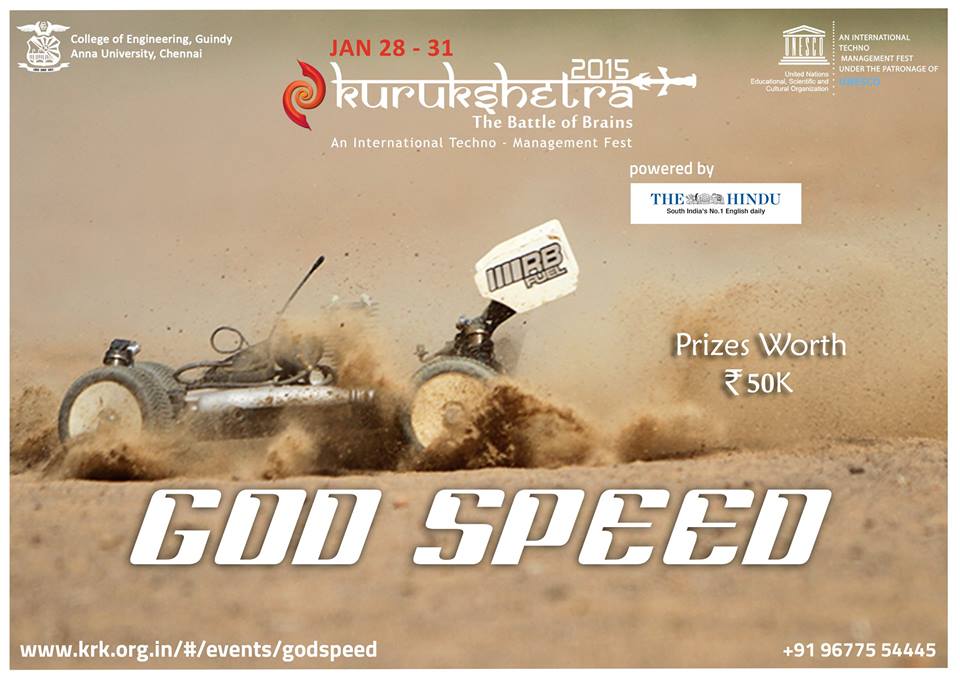 College of Engineering, Guindy
Anna University, Chennai
JAN 28 - 31
2015
kurukshetra
The Battle of Brains
An International Techno - Management Fest
UNESCO
United Nations
Educational, Scientific and
Cultural Organization
AN INTERNATIONAL
TECHNO
MANAGEMENT FEST
UNDER THE PATRONAGE OF
UNESCO
powered by
THE HINDU
South India's No.1 English daily
RB
FUEL
Prizes Worth
₹ 50K
GOD SPEED
www.krk.org.in/#/events/godspeed
+91 96775 54445